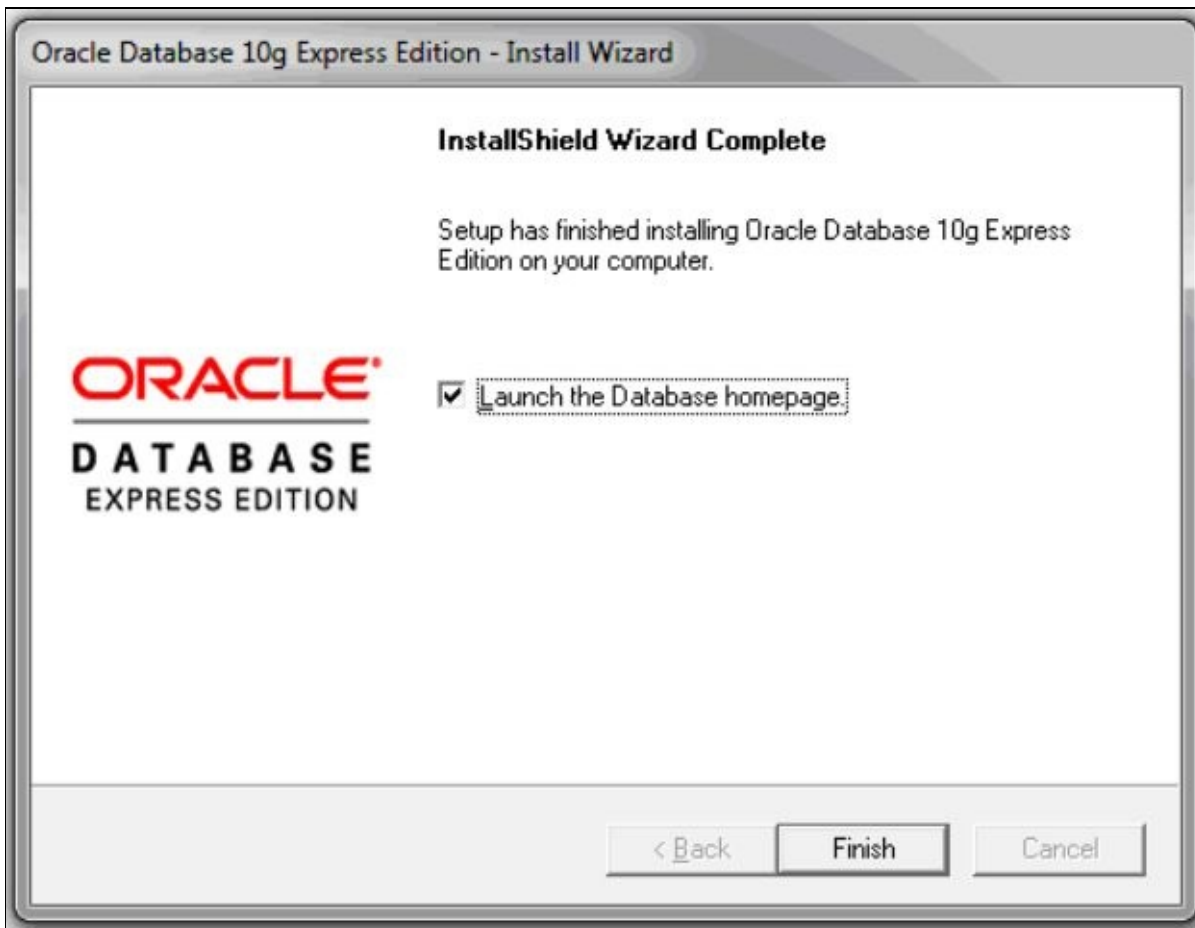 Oracle Database 10g Express Edition - Install Wizard
InstallShield Wizard Complete
Setup has finished installing Oracle Database 10g Express
Edition on your computer.
ORACLE
DATABASE
EXPRESS EDITION
Launch the Database homepage.
< Back
Finish
Cancel